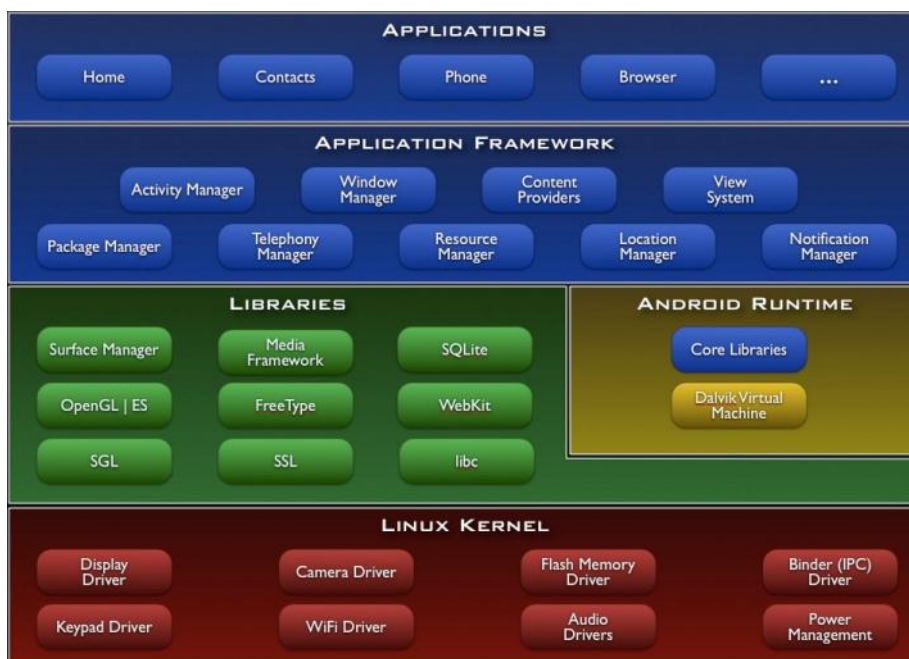 APPLICATIONS
Home
Contacts
Phone
Browser
...
APPLICATION FRAMEWORK
Activity Manager
Window
Manager
Content
Providers
View
System
Package Manager
Telephony
Manager
Resource
Manager
Location
Manager
Notification
Manager
LIBRARIES
Surface Manager
Media
Framework
SQLite
OpenGL | ES
FreeType
WebKit
SGL
SSL
libc
ANDROID RUNTIME
Core Libraries
Dalvik Virtual
Machine
LINUX KERNEL
Display
Driver
Camera Driver
Flash Memory
Driver
Binder (IPC)
Driver
Keypad Driver
WiFi Driver
Audio
Drivers
Power
Management